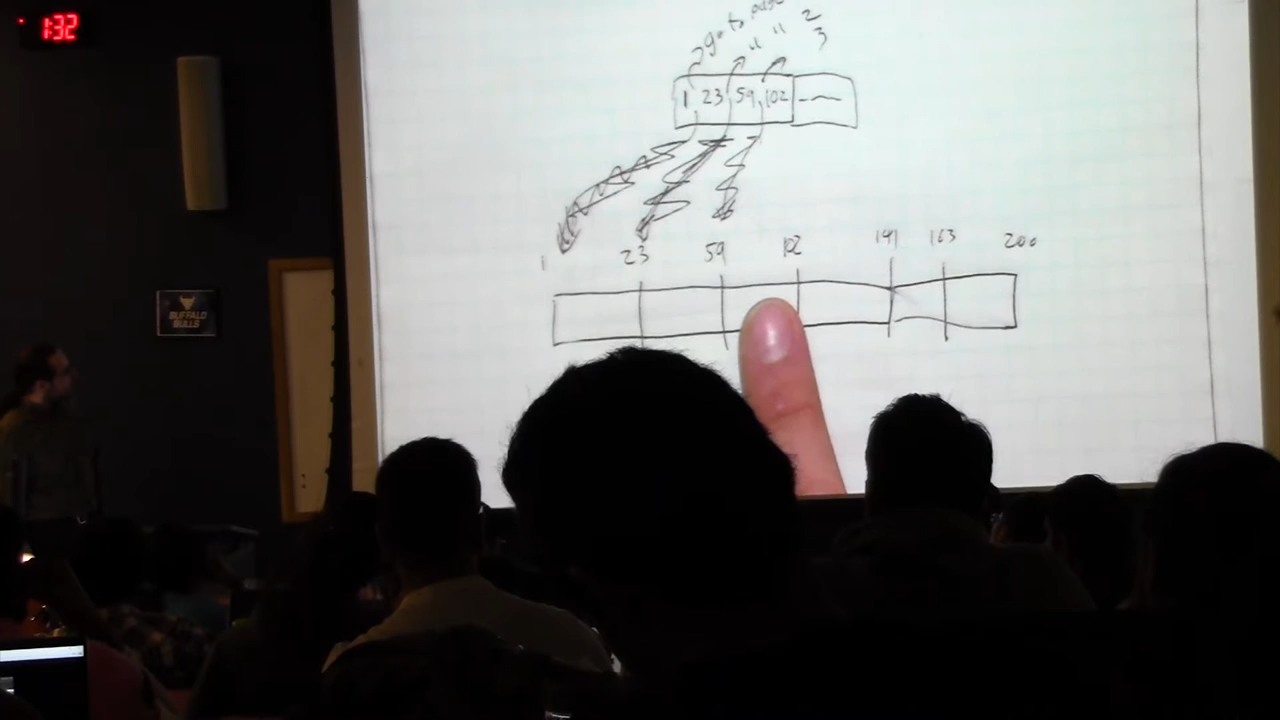 1:32
go to page
" " 2
3
1 23 59 102
BUFFALO
BULLS
1 23 59 102 141 163 200